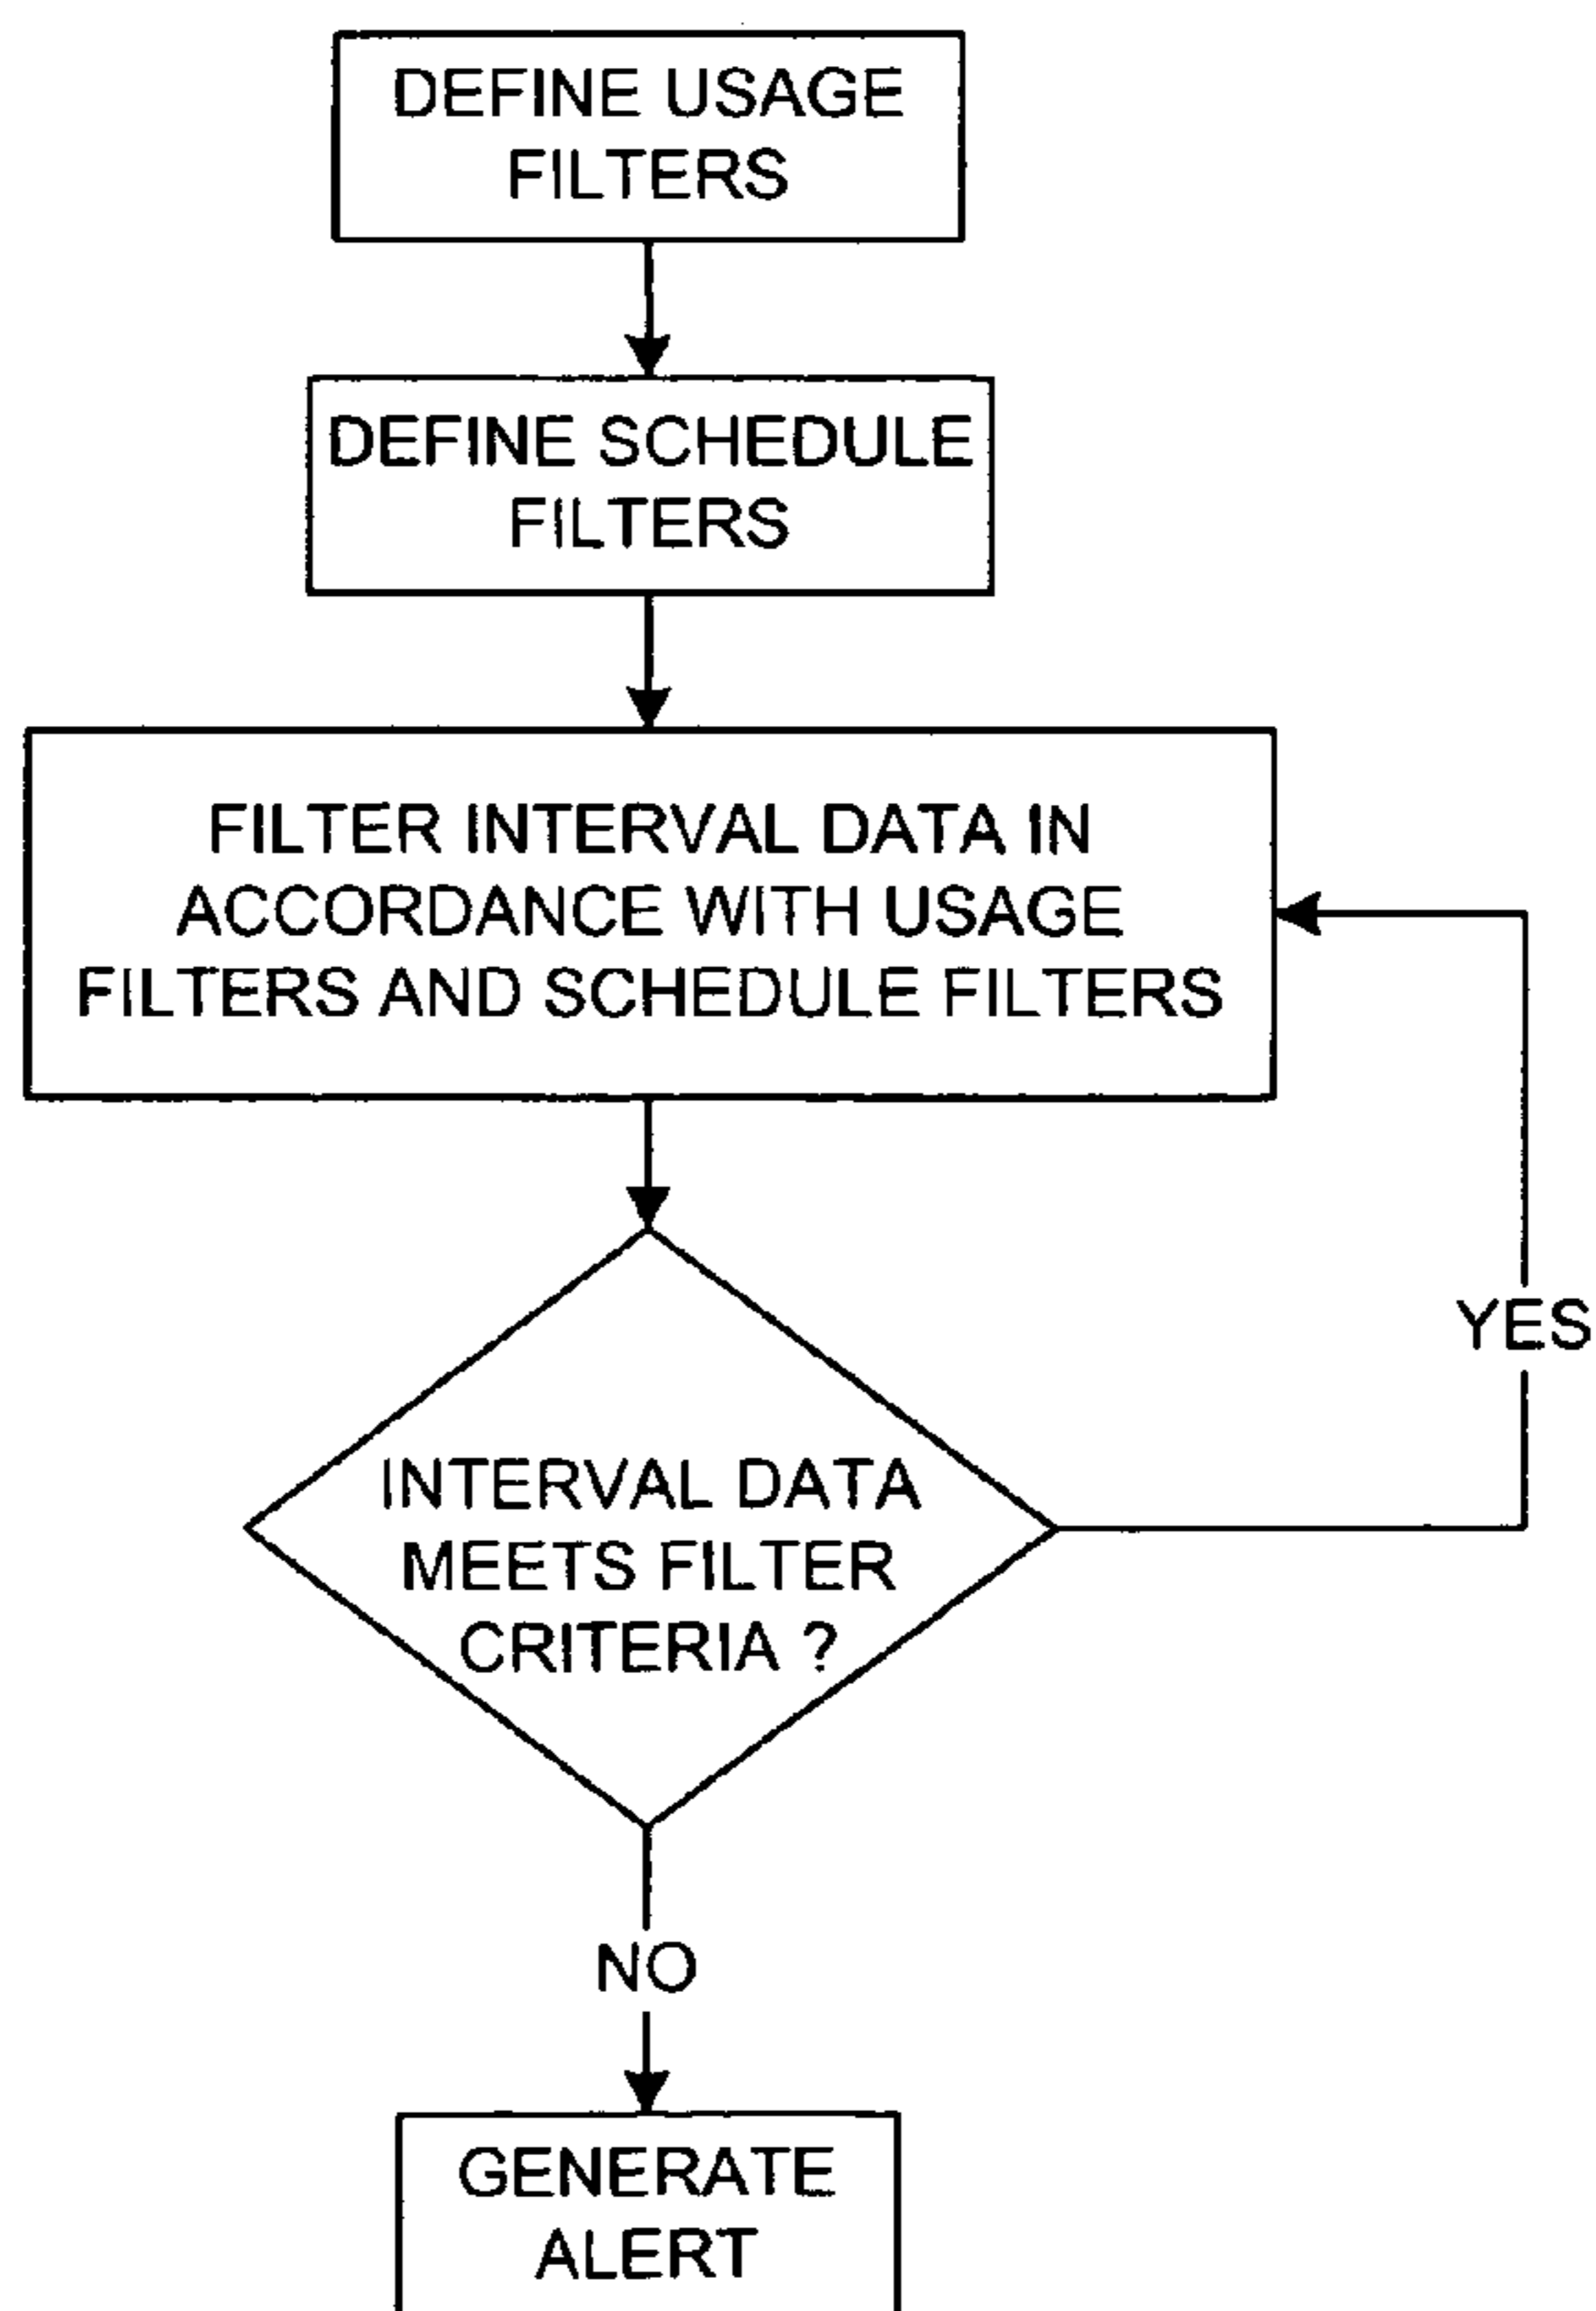 DEFINE USAGE
FILTERS
DEFINE SCHEDULE
FILTERS
FILTER INTERVAL DATA IN
ACCORDANCE WITH USAGE
FILTERS AND SCHEDULE FILTERS
YES
INTERVAL DATA
MEETS FILTER
CRITERIA ?
NO
GENERATE
ALERT